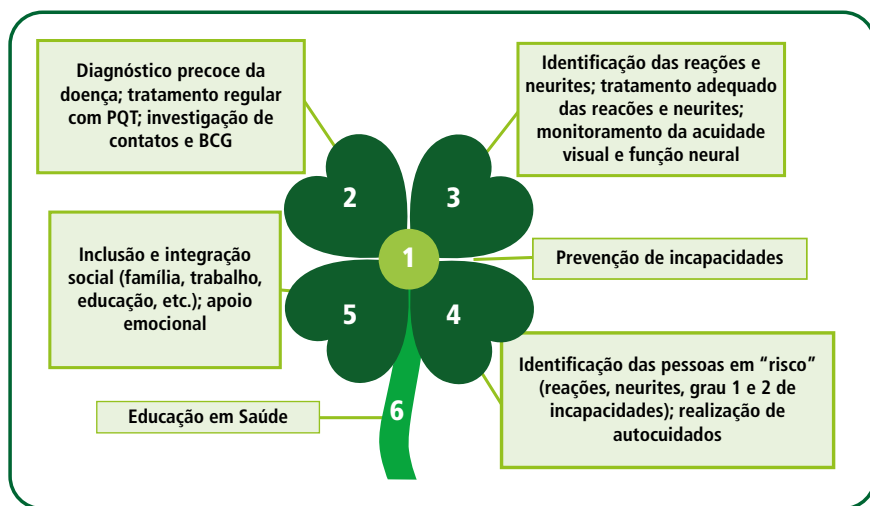 Diagnóstico precoce da
doença; tratamento regular
com PQT; investigação de
contatos e BCG
Identificação das reações e
neurites; tratamento adequado
das reacões e neurites;
monitoramento da acuidade
visual e função neural
2
3
1
Inclusão e integração
social (família, trabalho,
educação, etc.); apoio
emocional
Prevenção de incapacidades
5
4
Identificação das pessoas em “risco”
(reações, neurites, grau 1 e 2 de
incapacidades); realização de
autocuidados
Educação em Saúde
6